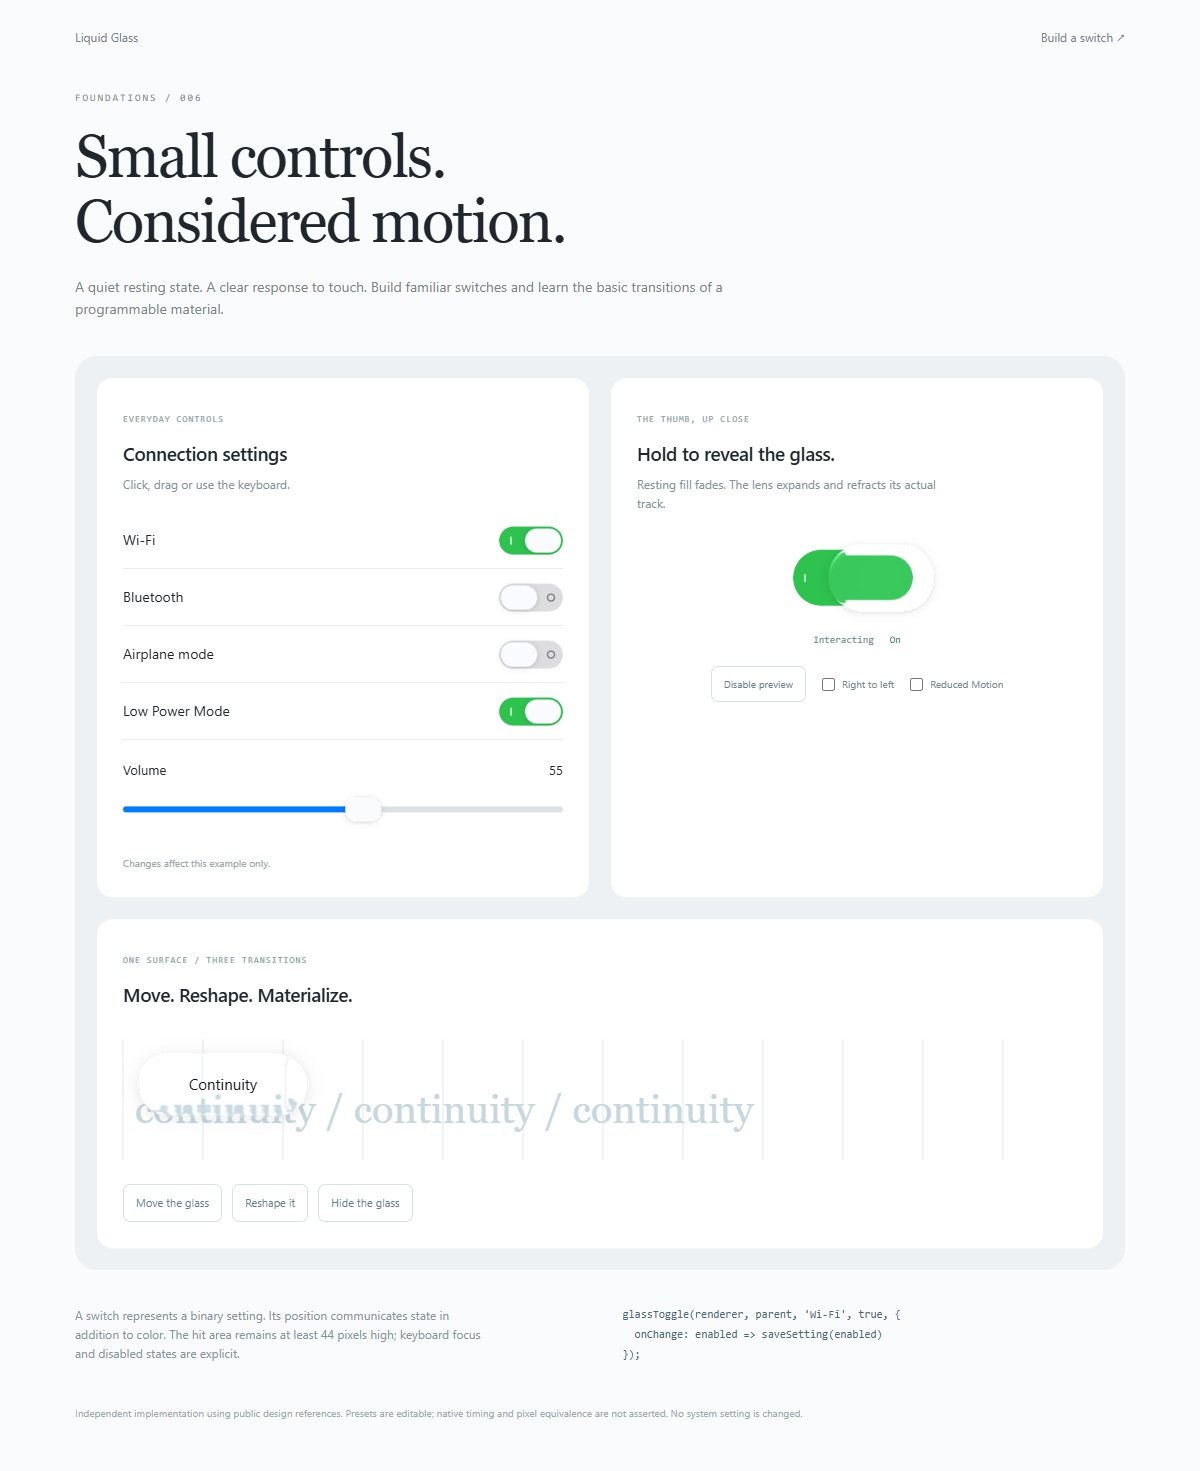 Liquid Glass
Build a switch ↗
FOUNDATIONS / 006
Small controls.
Considered motion.
A quiet resting state. A clear response to touch. Build familiar switches and learn the basic transitions of a
programmable material.
EVERYDAY CONTROLS
Connection settings
Click, drag or use the keyboard.
Wi-Fi
Bluetooth
Airplane mode
Low Power Mode
Volume 55
Changes affect this example only.
THE THUMB, UP CLOSE
Hold to reveal the glass.
Resting fill fades. The lens expands and refracts its actual
track.
Interacting On
Disable preview Right to left Reduced Motion
ONE SURFACE / THREE TRANSITIONS
Move. Reshape. Materialize.
Continuity
continuity / continuity / continuity
Move the glass Reshape it Hide the glass
A switch represents a binary setting. Its position communicates state in
addition to color. The hit area remains at least 44 pixels high; keyboard focus
and disabled states are explicit.
glassToggle(renderer, parent, 'Wi-Fi', true, {
  onChange: enabled => saveSetting(enabled)
});
Independent implementation using public design references. Presets are editable; native timing and pixel equivalence are not asserted. No system setting is changed.